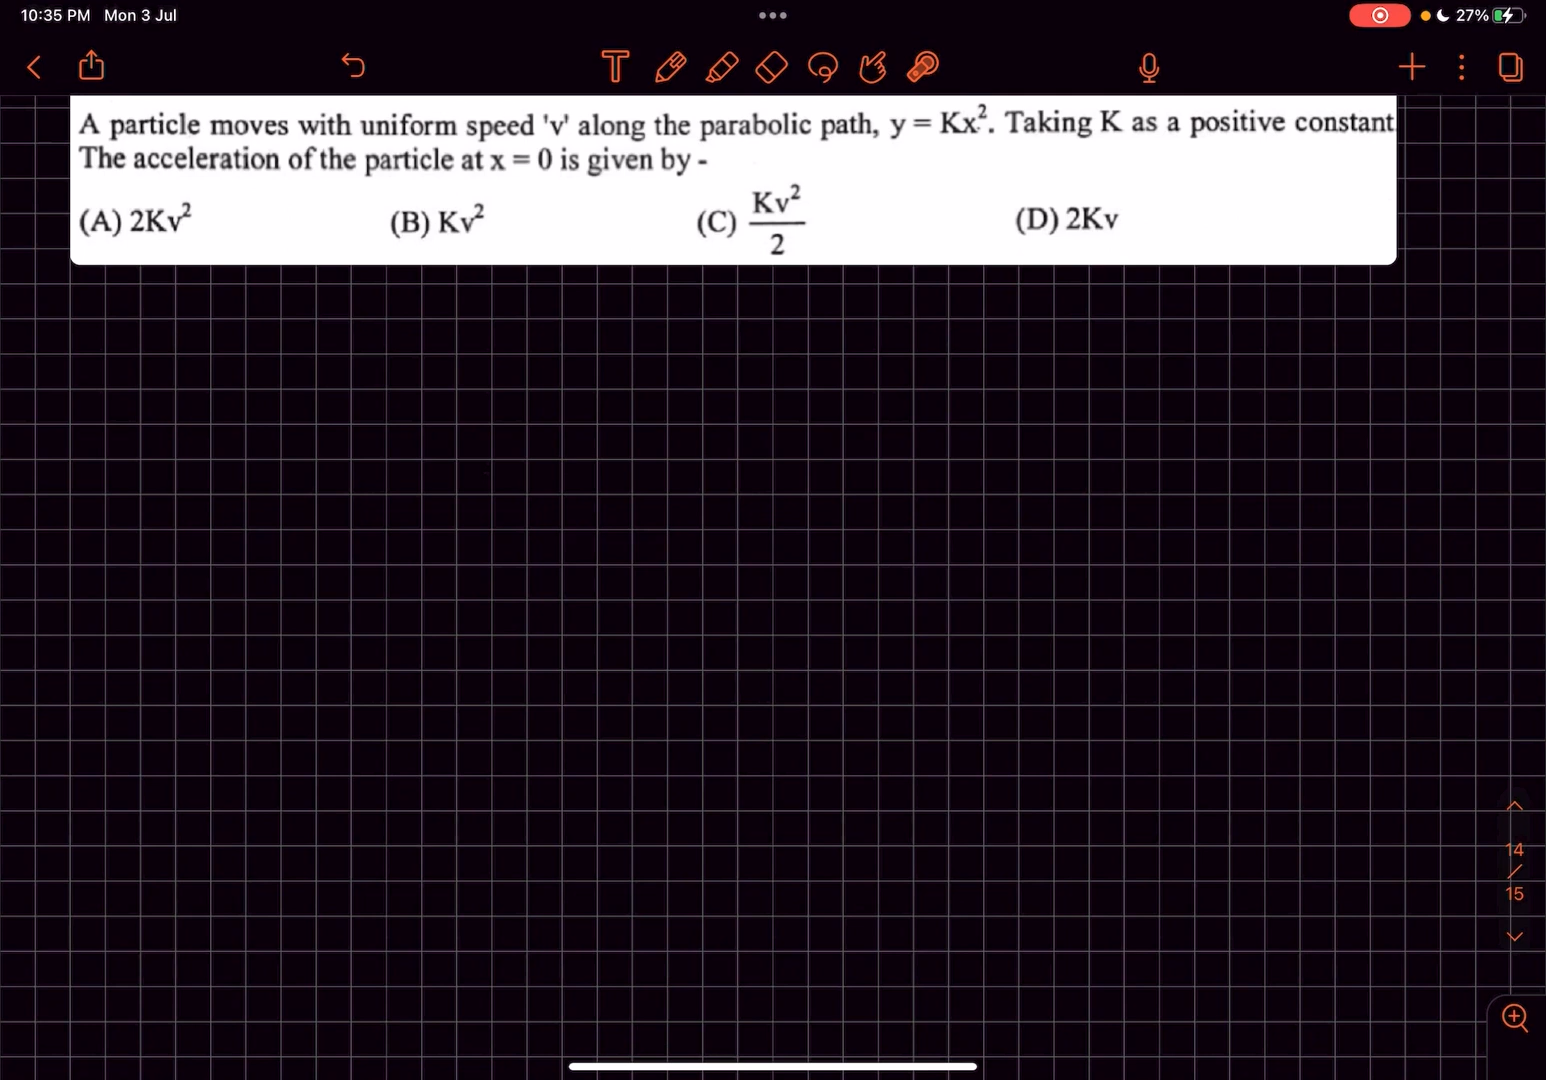 10:35 PM Mon 3 Jul
27%
A particle moves with uniform speed 'v' along the parabolic path, y = Kx². Taking K as a positive constant.
The acceleration of the particle at x = 0 is given by -
(A) 2Kv² (B) Kv² (C) Kv²/2 (D) 2Kv
14
/
15